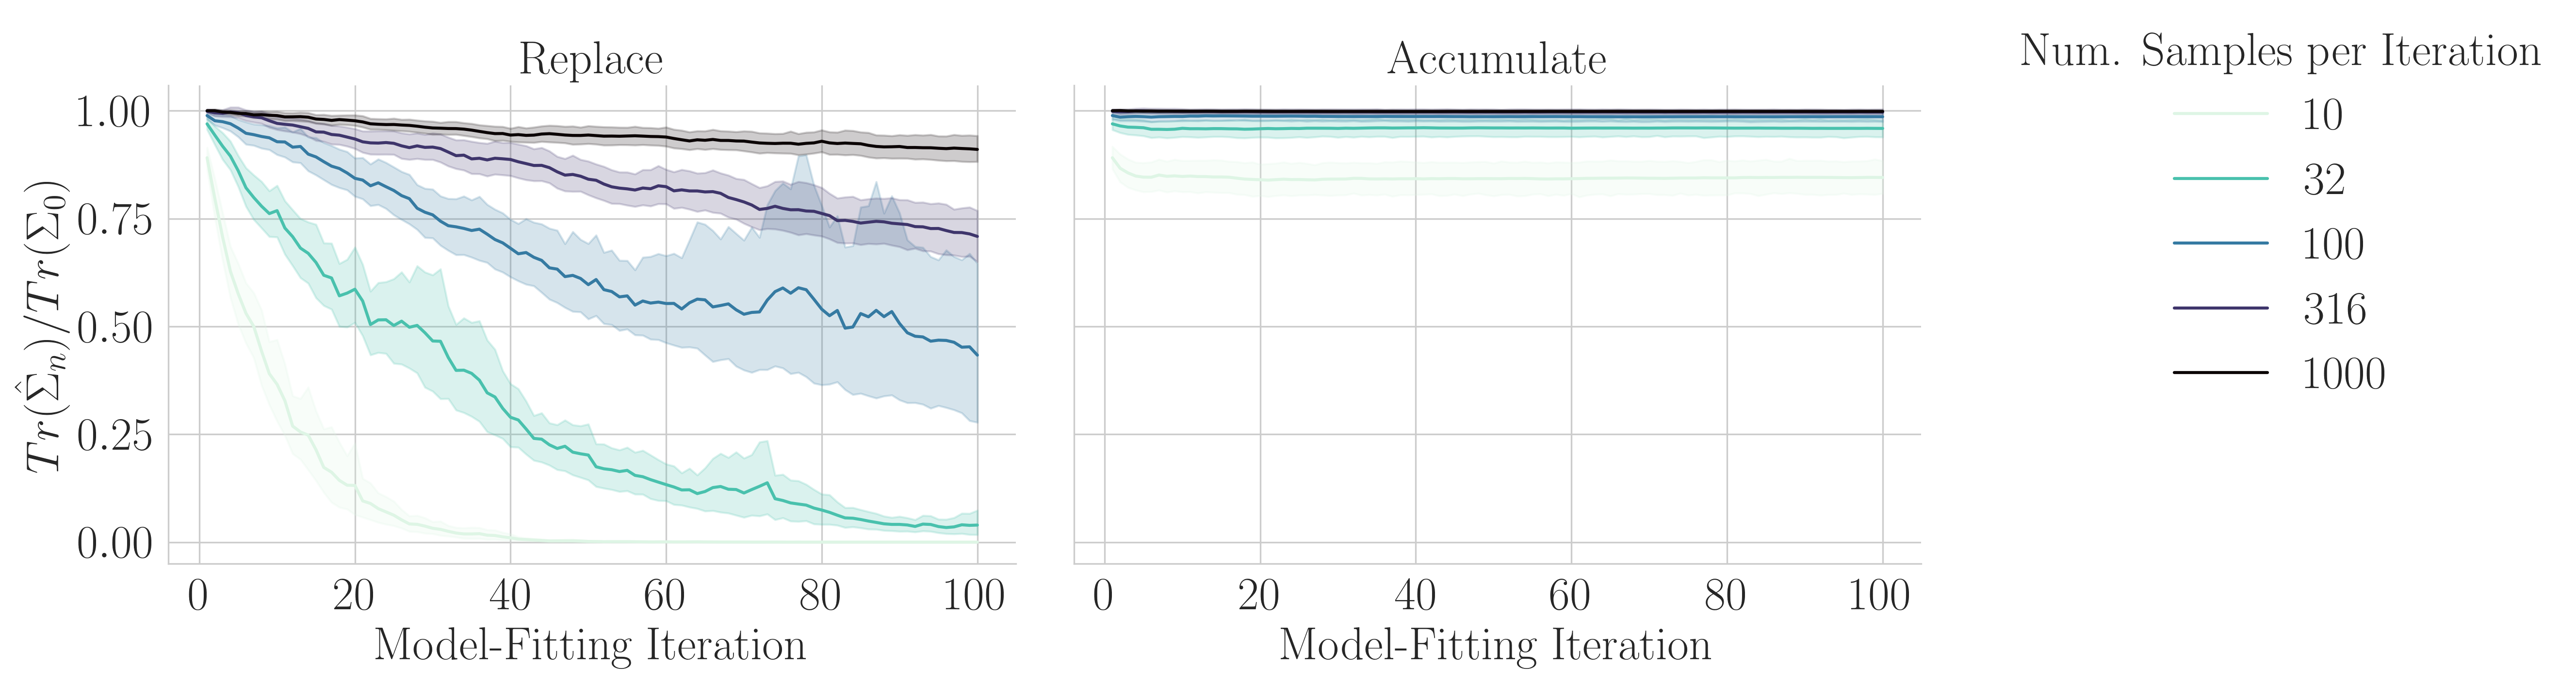 Replace
Accumulate
Num. Samples per Iteration
10
32
100
316
1000
Tr(Σ̂ₙ)/Tr(Σ₀)
1.00
0.75
0.50
0.25
0.00
0 20 40 60 80 100
0 20 40 60 80 100
Model-Fitting Iteration
Model-Fitting Iteration